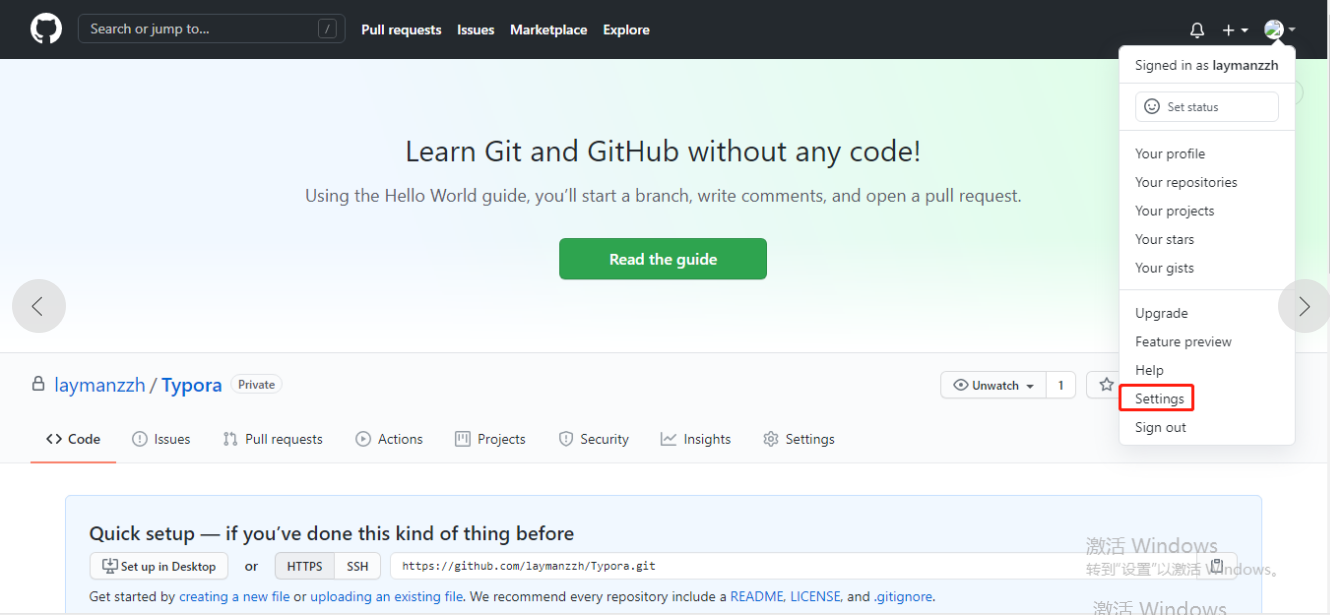 Search or jump to... /
Pull requests Issues Marketplace Explore
Signed in as laymanzzh
Set status
Your profile
Your repositories
Your projects
Your stars
Your gists
Upgrade
Feature preview
Help
Settings
Sign out
Learn Git and GitHub without any code!
Using the Hello World guide, you’ll start a branch, write comments, and open a pull request.
Read the guide
laymanzzh / Typora Private
Unwatch 1
Code Issues Pull requests Actions Projects Security Insights Settings
Quick setup — if you’ve done this kind of thing before
Set up in Desktop or HTTPS SSH https://github.com/laymanzzh/Typora.git
Get started by creating a new file or uploading an existing file. We recommend every repository include a README, LICENSE, and .gitignore.
激活 Windows
转到“设置”以激活 Windows。
激活 Windows